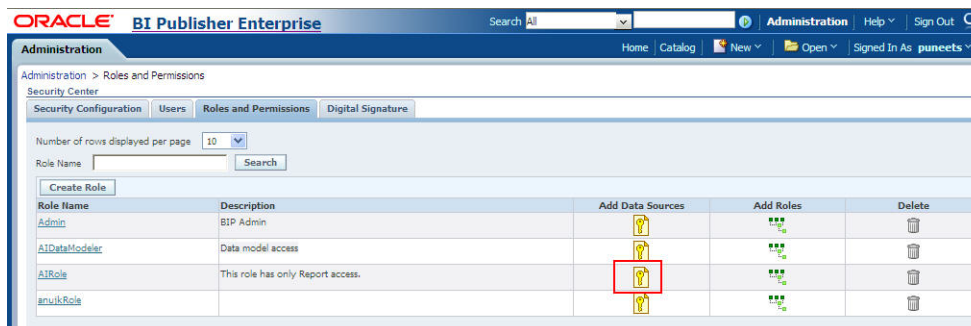 ORACLE BI Publisher Enterprise Search All Administration Help Sign Out
Administration Home Catalog New Open Signed In As puneets
Administration > Roles and Permissions
Security Center
Security Configuration Users Roles and Permissions Digital Signature
Number of rows displayed per page 10
Role Name Search
Create Role
Role Name Description Add Data Sources Add Roles Delete
Admin BIP Admin
AIDataModeler Data model access
AIRole This role has only Report access.
anujkRole